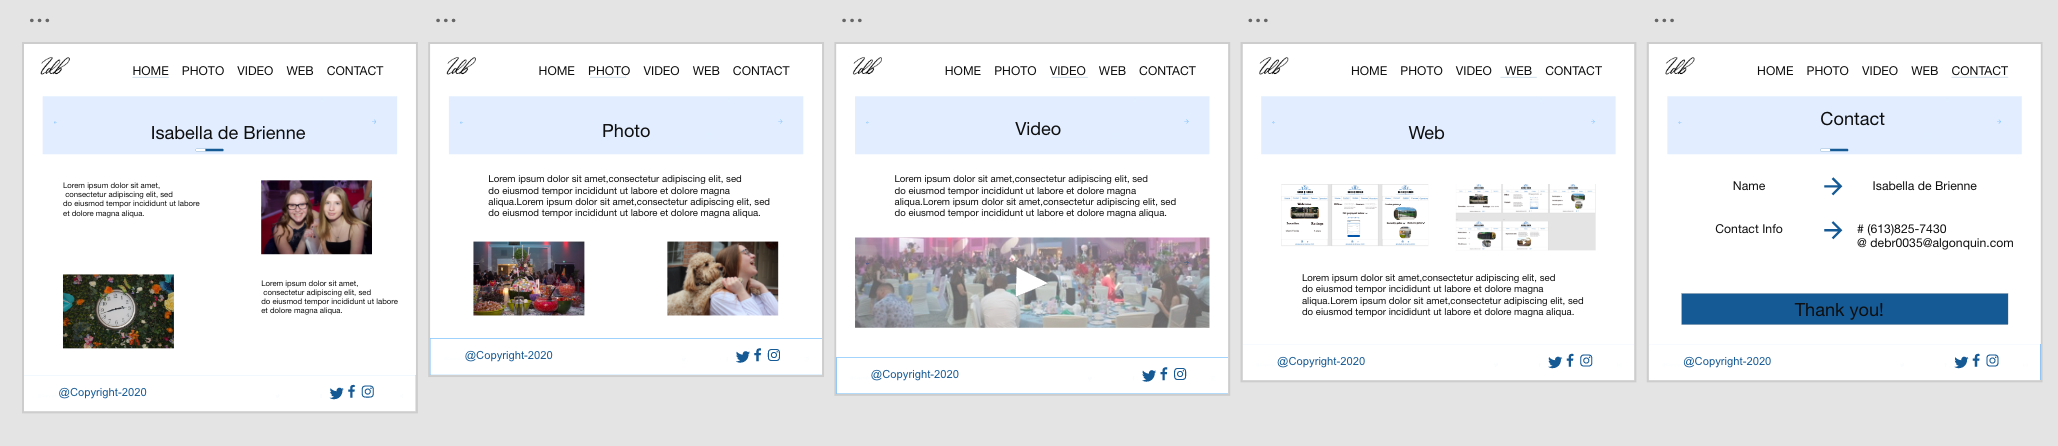 HOME PHOTO VIDEO WEB CONTACT
Isabella de Brienne
Lorem ipsum dolor sit amet,
consectetur adipiscing elit, sed
do eiusmod tempor incididunt ut labore
et dolore magna aliqua.
Lorem ipsum dolor sit amet,
consectetur adipiscing elit, sed
do eiusmod tempor incididunt ut labore
et dolore magna aliqua.
@Copyright-2020
HOME PHOTO VIDEO WEB CONTACT
Photo
Lorem ipsum dolor sit amet,consectetur adipiscing elit, sed
do eiusmod tempor incididunt ut labore et dolore magna
aliqua.Lorem ipsum dolor sit amet,consectetur adipiscing elit, sed
do eiusmod tempor incididunt ut labore et dolore magna aliqua.
@Copyright-2020
HOME PHOTO VIDEO WEB CONTACT
Video
Lorem ipsum dolor sit amet,consectetur adipiscing elit, sed
do eiusmod tempor incididunt ut labore et dolore magna
aliqua.Lorem ipsum dolor sit amet,consectetur adipiscing elit, sed
do eiusmod tempor incididunt ut labore et dolore magna aliqua.
@Copyright-2020
HOME PHOTO VIDEO WEB CONTACT
Web
Lorem ipsum dolor sit amet,consectetur adipiscing elit, sed
do eiusmod tempor incididunt ut labore et dolore magna
aliqua.Lorem ipsum dolor sit amet,consectetur adipiscing elit, sed
do eiusmod tempor incididunt ut labore et dolore magna aliqua.
@Copyright-2020
HOME PHOTO VIDEO WEB CONTACT
Contact
Name Isabella de Brienne
Contact Info # (613)825-7430
@ debr0035@algonquin.com
Thank you!
@Copyright-2020